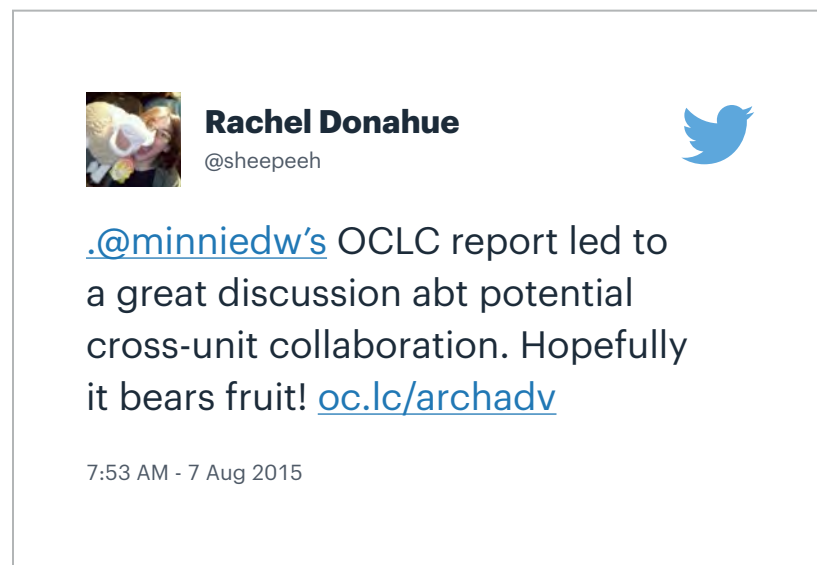 Rachel Donahue
@sheepeeh
.@minniedw’s OCLC report led to
a great discussion abt potential
cross-unit collaboration. Hopefully
it bears fruit! oc.lc/archadv
7:53 AM - 7 Aug 2015